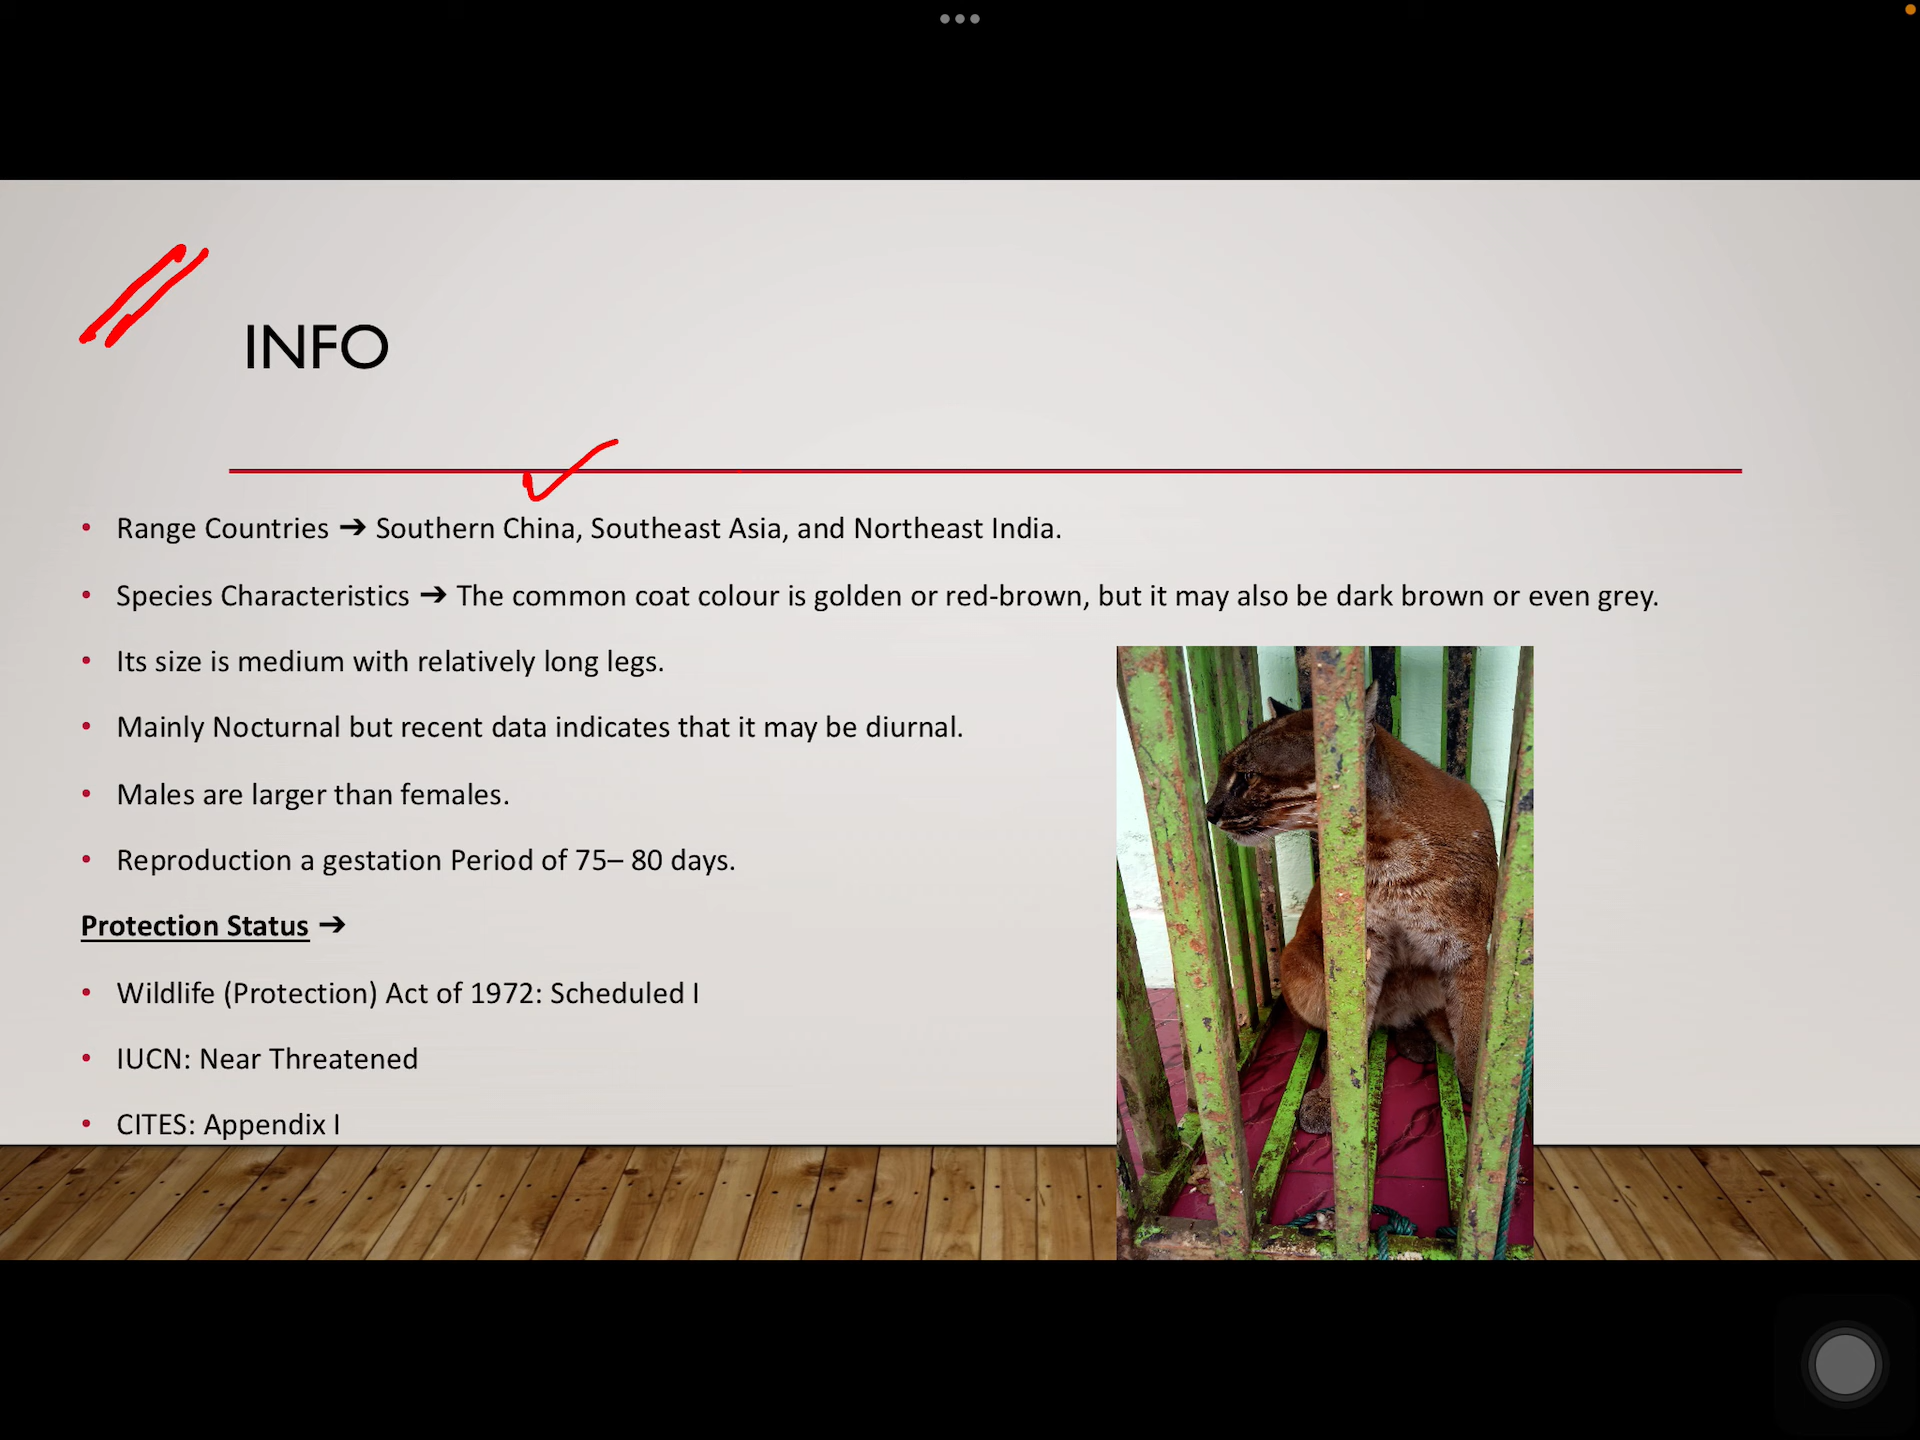 INFO
• Range Countries ➔ Southern China, Southeast Asia, and Northeast India.
• Species Characteristics ➔ The common coat colour is golden or red-brown, but it may also be dark brown or even grey.
• Its size is medium with relatively long legs.
• Mainly Nocturnal but recent data indicates that it may be diurnal.
• Males are larger than females.
• Reproduction a gestation Period of 75– 80 days.
Protection Status ➔
• Wildlife (Protection) Act of 1972: Scheduled I
• IUCN: Near Threatened
• CITES: Appendix I